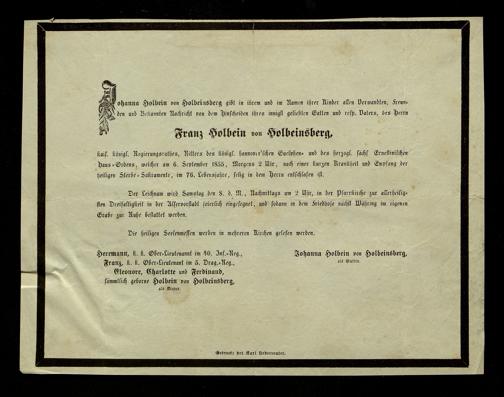 Johanna Holbein von Holbeinsberg gibt in ihrem und im Namen ihrer Kinder allen Verwandten, Freun-
den und Bekannten Nachricht von dem Hinscheiden ihres innigst geliebten Gatten und resp. Vaters, des Herrn
Franz Holbein von Holbeinsberg,
kais. königl. Regierungsrathes, Ritters des königl. hannover'schen Guelphen- und des herzogl. sächs. Ernestinischen
Haus-Ordens, welcher am 6. September 1855, Morgens 2 Uhr, nach einer kurzen Krankheit und Empfang der
heiligen Sterbe-Sakramente, im 76. Lebensjahre, selig in dem Herrn entschlafen ist.
Der Leichnam wird Samstag den 8. d. M., Nachmittags um 2 Uhr, in der Pfarrkirche zur allerheilig-
sten Dreifaltigkeit in der Alservorstadt feierlich eingesegnet, und sodann in dem Friedhofe nächst Währing im eigenen
Grabe zur Ruhe bestattet werden.
Die heiligen Seelenmessen werden in mehreren Kirchen gelesen werden.
Herrmann, k. k. Ober-Lieutenant im 40. Inf.-Reg.,
Franz, k. k. Ober-Lieutenant im 5. Drag.-Reg.,
Eleonore, Charlotte und Ferdinand,
sämmtlich geborne Holbein von Holbeinsberg,
als Kinder.
Johanna Holbein von Holbeinsberg,
als Gattin.
Gedruckt bei Karl Ueberreuter.